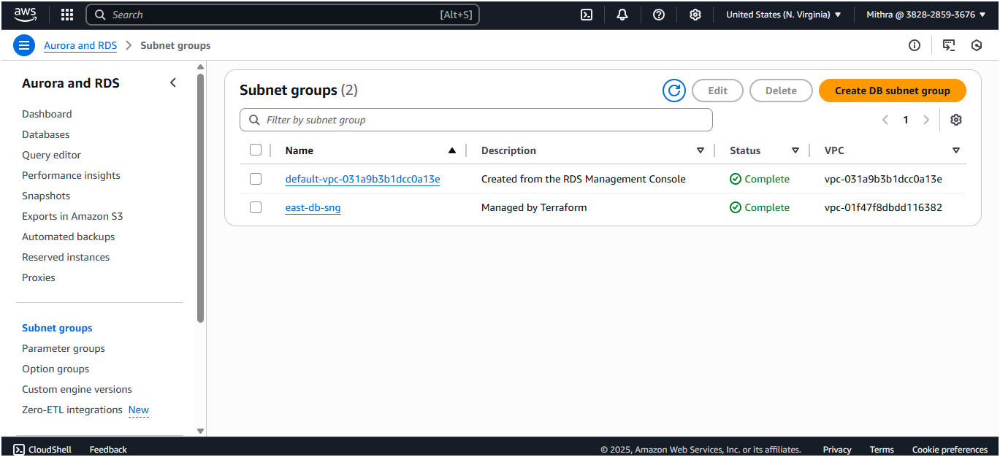 aws Search [Alt+S] United States (N. Virginia) Mithra @ 3828-2859-3676
Aurora and RDS Subnet groups
Aurora and RDS
Dashboard
Databases
Query editor
Performance insights
Snapshots
Exports in Amazon S3
Automated backups
Reserved instances
Proxies
Subnet groups
Parameter groups
Option groups
Custom engine versions
Zero-ETL integrations New
Subnet groups (2) Edit Delete Create DB subnet group
Filter by subnet group 1
Name Description Status VPC
default-vpc-031a9b3b1dcc0a13e Created from the RDS Management Console Complete vpc-031a9b3b1dcc0a13e
east-db-sng Managed by Terraform Complete vpc-01f47f8dbdd116382
CloudShell Feedback © 2025, Amazon Web Services, Inc. or its affiliates. Privacy Terms Cookie preferences